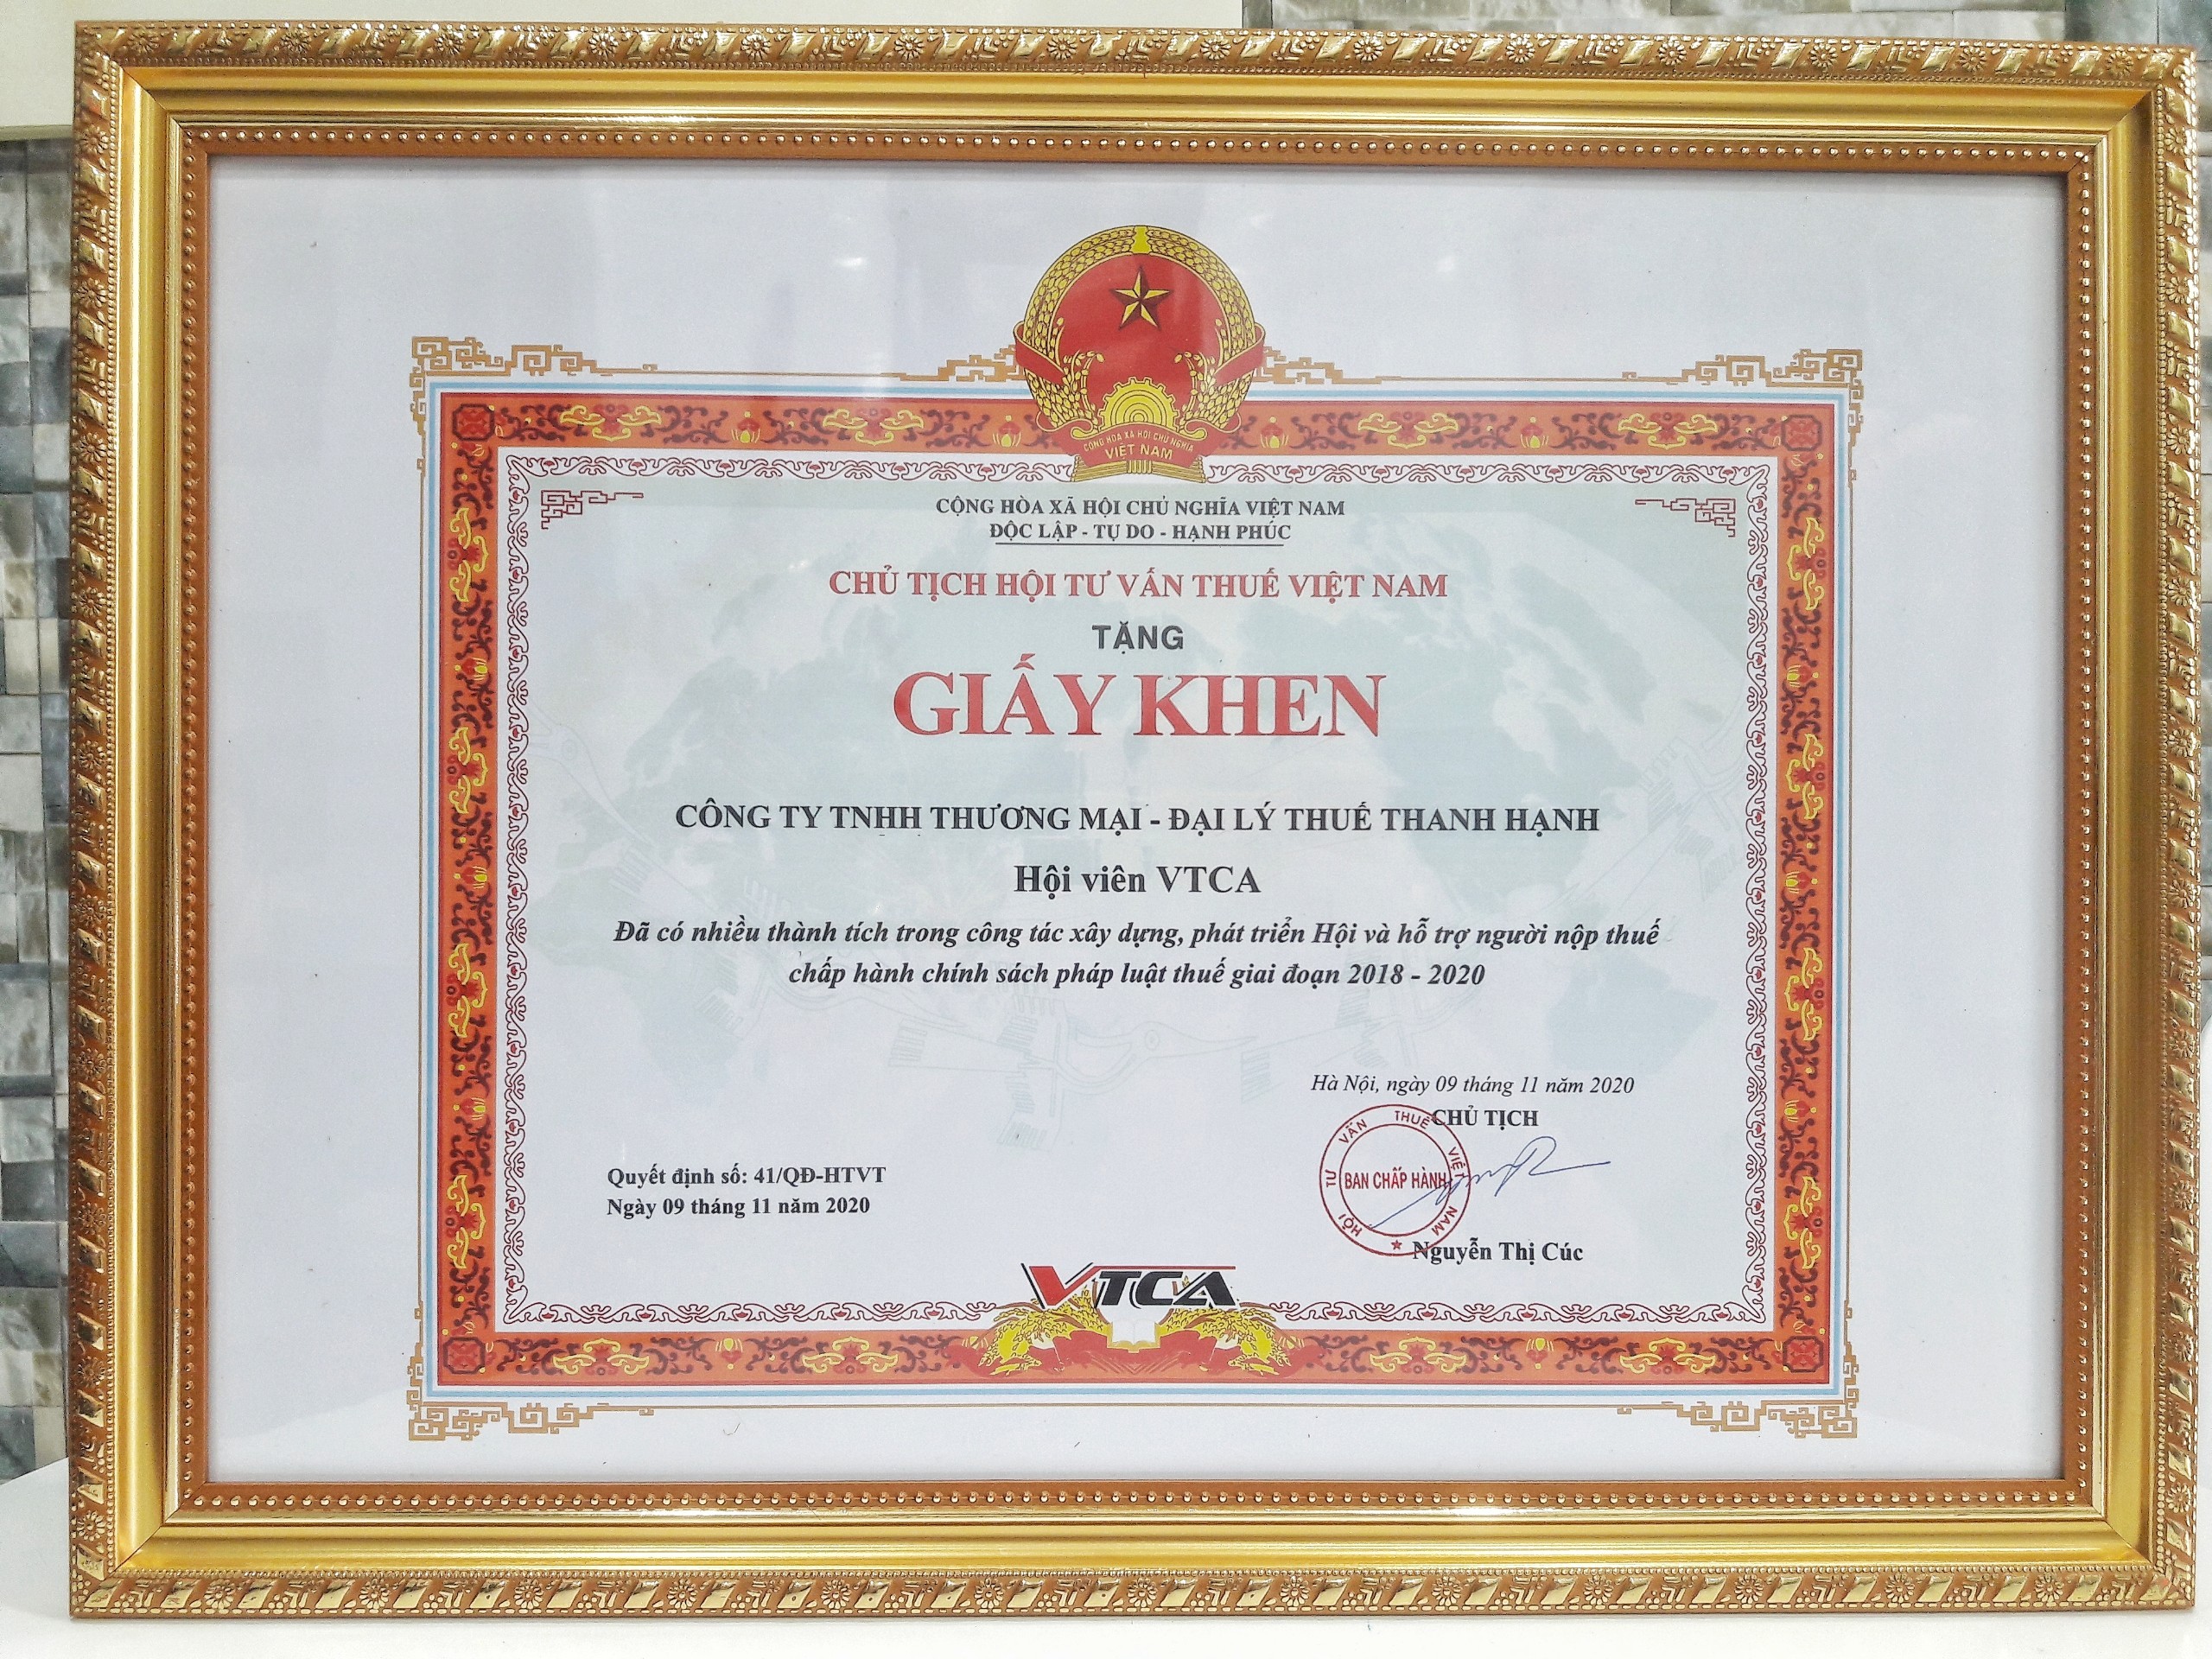 CỘNG HÒA XÃ HỘI CHỦ NGHĨA
VIỆT NAM
CỘNG HÒA XÃ HỘI CHỦ NGHĨA VIỆT NAM
ĐỘC LẬP - TỰ DO - HẠNH PHÚC
CHỦ TỊCH HỘI TƯ VẤN THUẾ VIỆT NAM
TẶNG
GIẤY KHEN
CÔNG TY TNHH THƯƠNG MẠI - ĐẠI LÝ THUẾ THANH HẠNH
Hội viên VTCA
Đã có nhiều thành tích trong công tác xây dựng, phát triển Hội và hỗ trợ người nộp thuế
chấp hành chính sách pháp luật thuế giai đoạn 2018 - 2020
Hà Nội, ngày 09 tháng 11 năm 2020
CHỦ TỊCH
HỘI TƯ VẤN THUẾ VIỆT NAM
BAN CHẤP HÀNH
Nguyễn Thị Cúc
Quyết định số: 41/QĐ-HTVT
Ngày 09 tháng 11 năm 2020
VTCA